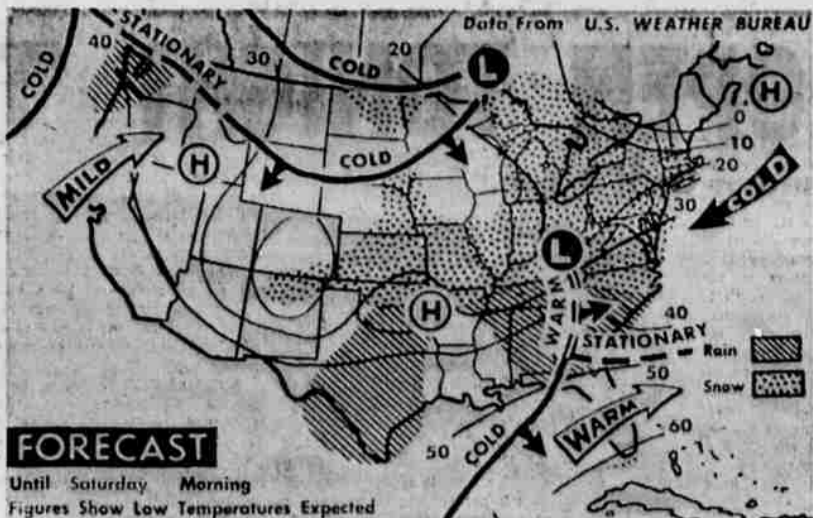 Data From U.S. WEATHER BUREAU
STATIONARY
40
30
20
COLD
COLD
L
H
0
10
20
30
COLD
COLD
MILD
H
L
WARM
H
40
STATIONARY
Rain
Snow
50
WARM
60
50
COLD
FORECAST
Until Saturday Morning
Figures Show Low Temperatures Expected